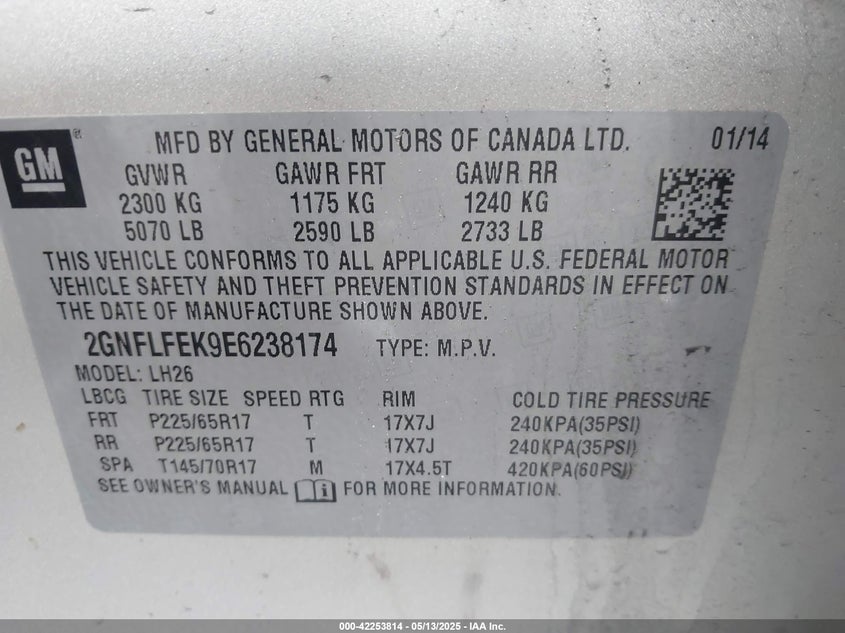 GM ®
MFD BY GENERAL MOTORS OF CANADA LTD. 01/14
GVWR GAWR FRT GAWR RR
2300 KG 1175 KG 1240 KG
5070 LB 2590 LB 2733 LB
THIS VEHICLE CONFORMS TO ALL APPLICABLE U.S. FEDERAL MOTOR
VEHICLE SAFETY AND THEFT PREVENTION STANDARDS IN EFFECT ON
THE DATE OF MANUFACTURE SHOWN ABOVE.
2GNFLFEK9E6238174 TYPE: M.P.V.
MODEL: LH26
LBCG TIRE SIZE SPEED RTG RIM COLD TIRE PRESSURE
FRT P225/65R17 T 17X7J 240KPA(35PSI)
RR P225/65R17 T 17X7J 240KPA(35PSI)
SPA T145/70R17 M 17X4.5T 420KPA(60PSI)
SEE OWNER'S MANUAL i FOR MORE INFORMATION.
000-42253814 - 05/13/2025 - IAA Inc.